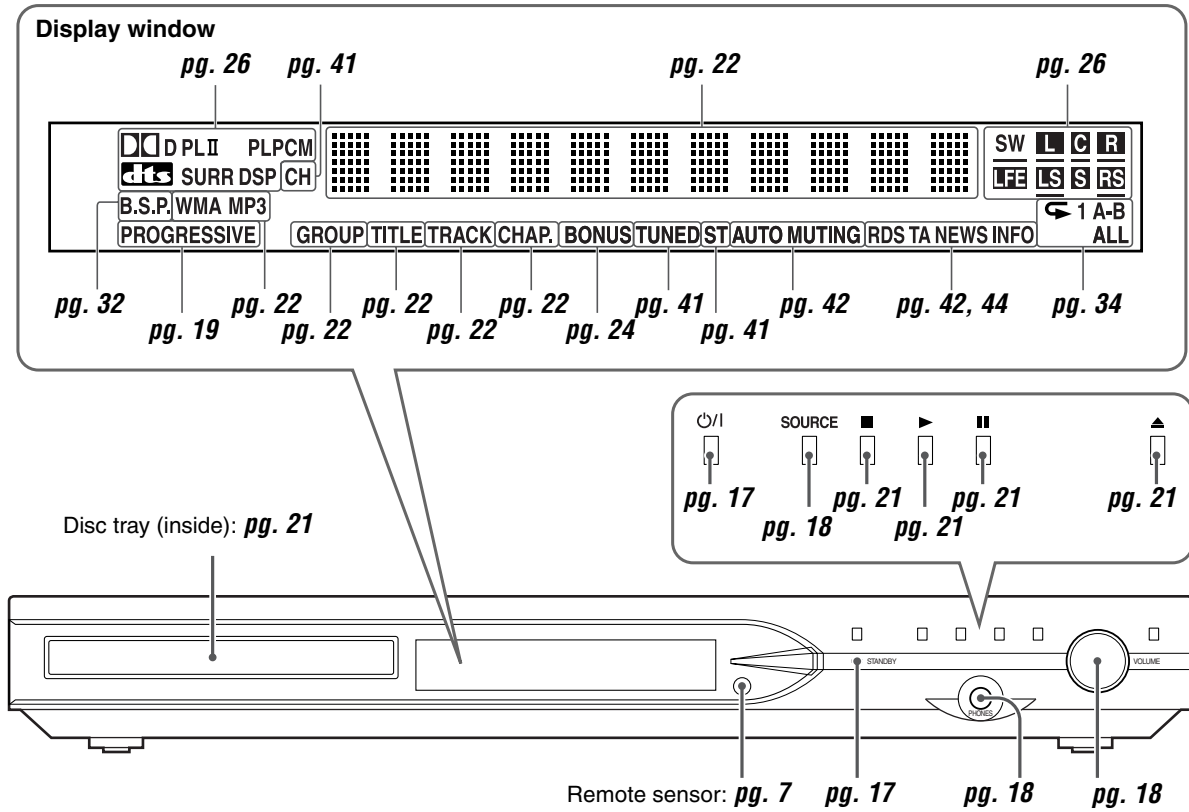 Display window
pg. 26 pg. 41 pg. 22 pg. 26
D PL II PLPCM
dts SURR DSP CH
SW L C R
LFE LS S RS
B.S.P. WMA MP3
1 A-B
PROGRESSIVE GROUP TITLE TRACK CHAP. BONUS TUNED ST AUTO MUTING RDS TA NEWS INFO ALL
pg. 32 pg. 22 pg. 22 pg. 22 pg. 41 pg. 42 pg. 42, 44 pg. 34
pg. 19 pg. 22 pg. 22 pg. 24 pg. 41
SOURCE
pg. 17 pg. 21 pg. 21 pg. 21
pg. 18 pg. 21
Disc tray (inside): pg. 21
STANDBY
VOLUME
PHONES
Remote sensor: pg. 7 pg. 17 pg. 18 pg. 18